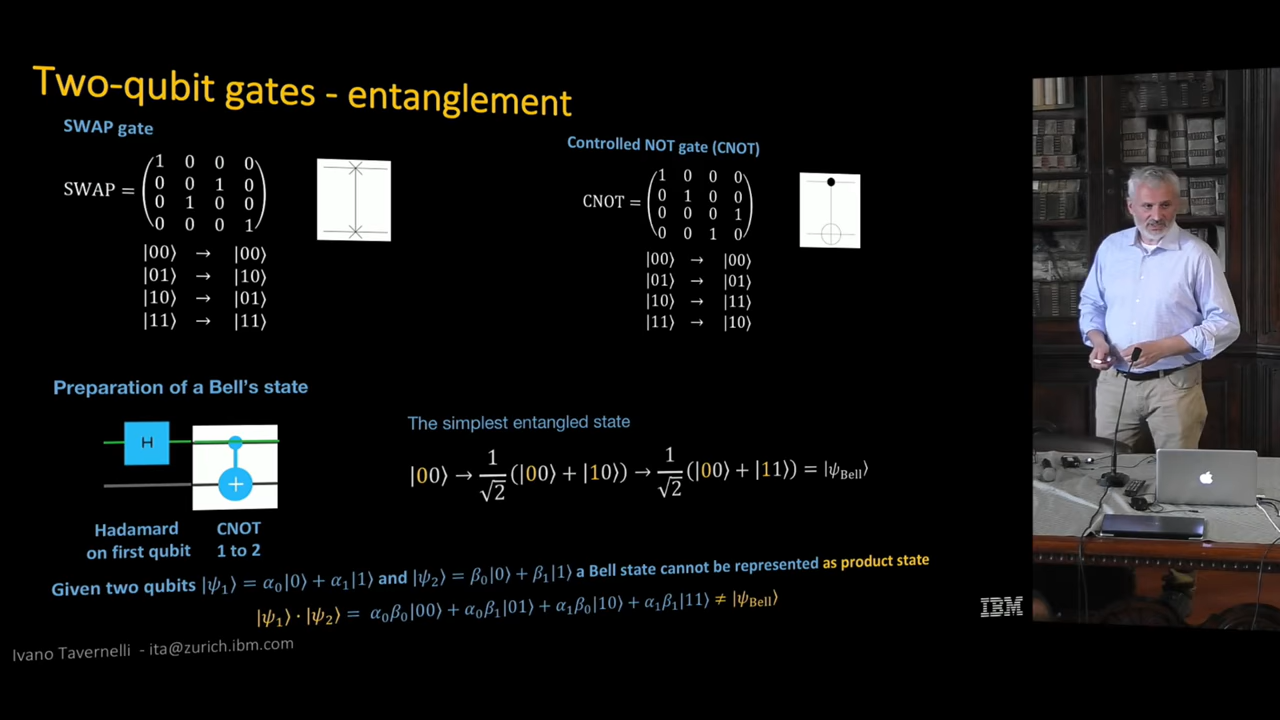 Two-qubit gates - entanglement
SWAP gate
SWAP = (1 0 0 0
0 0 1 0
0 1 0 0
0 0 0 1)
|00⟩ → |00⟩
|01⟩ → |10⟩
|10⟩ → |01⟩
|11⟩ → |11⟩
Controlled NOT gate (CNOT)
CNOT = (1 0 0 0
0 1 0 0
0 0 0 1
0 0 1 0)
|00⟩ → |00⟩
|01⟩ → |01⟩
|10⟩ → |11⟩
|11⟩ → |10⟩
Preparation of a Bell's state
H
Hadamard
on first qubit
CNOT
1 to 2
The simplest entangled state
|00⟩ → 1/√2 (|00⟩ + |10⟩) → 1/√2 (|00⟩ + |11⟩) = |ψBell⟩
Given two qubits |ψ₁⟩ = α₀|0⟩ + α₁|1⟩ and |ψ₂⟩ = β₀|0⟩ + β₁|1⟩ a Bell state cannot be represented as product state
|ψ₁⟩ · |ψ₂⟩ = α₀β₀|00⟩ + α₀β₁|01⟩ + α₁β₀|10⟩ + α₁β₁|11⟩ ≠ |ψBell⟩
IBM
Ivano Tavernelli - ita@zurich.ibm.com